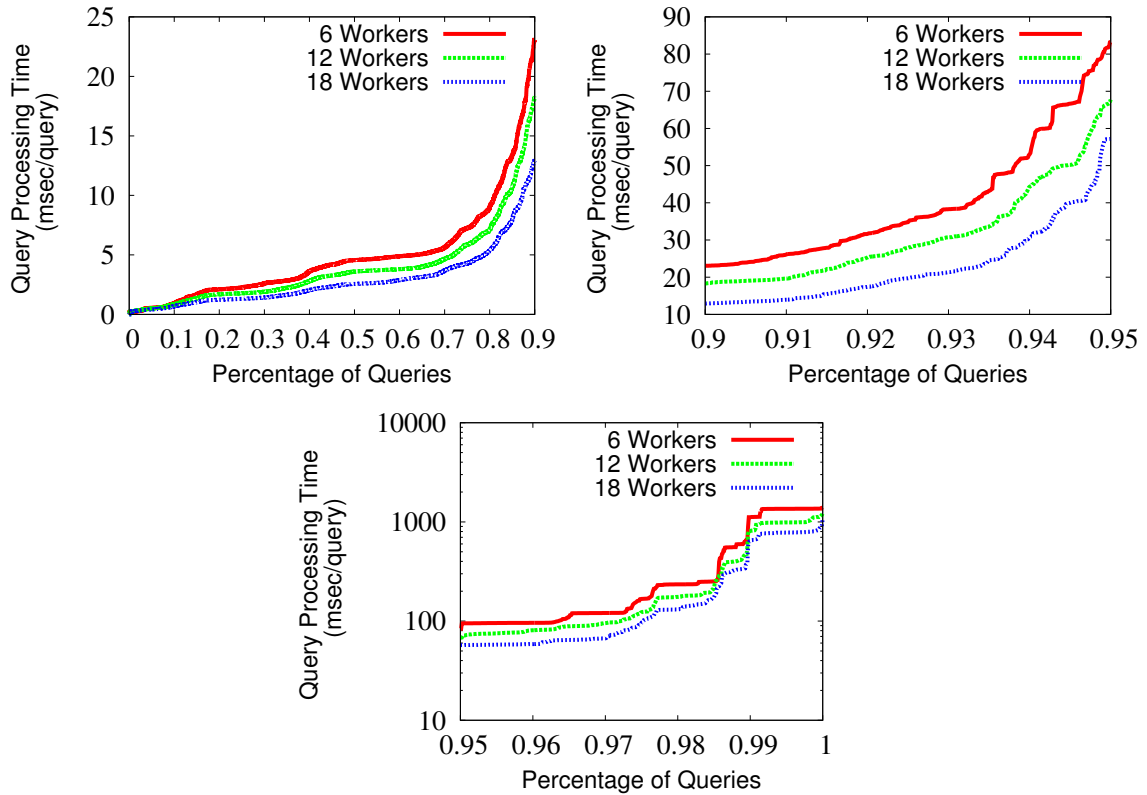 Query Processing Time
(msec/query)
25
20
15
10
5
0
6 Workers
12 Workers
18 Workers
0 0.1 0.2 0.3 0.4 0.5 0.6 0.7 0.8 0.9
Percentage of Queries
Query Processing Time
(msec/query)
90
80
70
60
50
40
30
20
10
6 Workers
12 Workers
18 Workers
0.9 0.91 0.92 0.93 0.94 0.95
Percentage of Queries
Query Processing Time
(msec/query)
10000
1000
100
10
6 Workers
12 Workers
18 Workers
0.95 0.96 0.97 0.98 0.99 1
Percentage of Queries